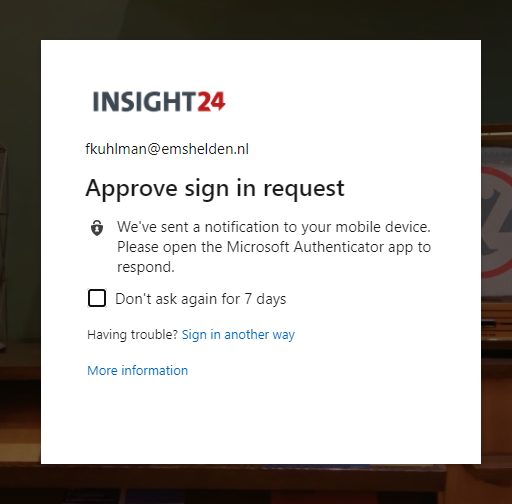 INSIGHT24
fkuhlman@emshelden.nl
Approve sign in request
We've sent a notification to your mobile device.
Please open the Microsoft Authenticator app to
respond.
Don't ask again for 7 days
Having trouble? Sign in another way
More information